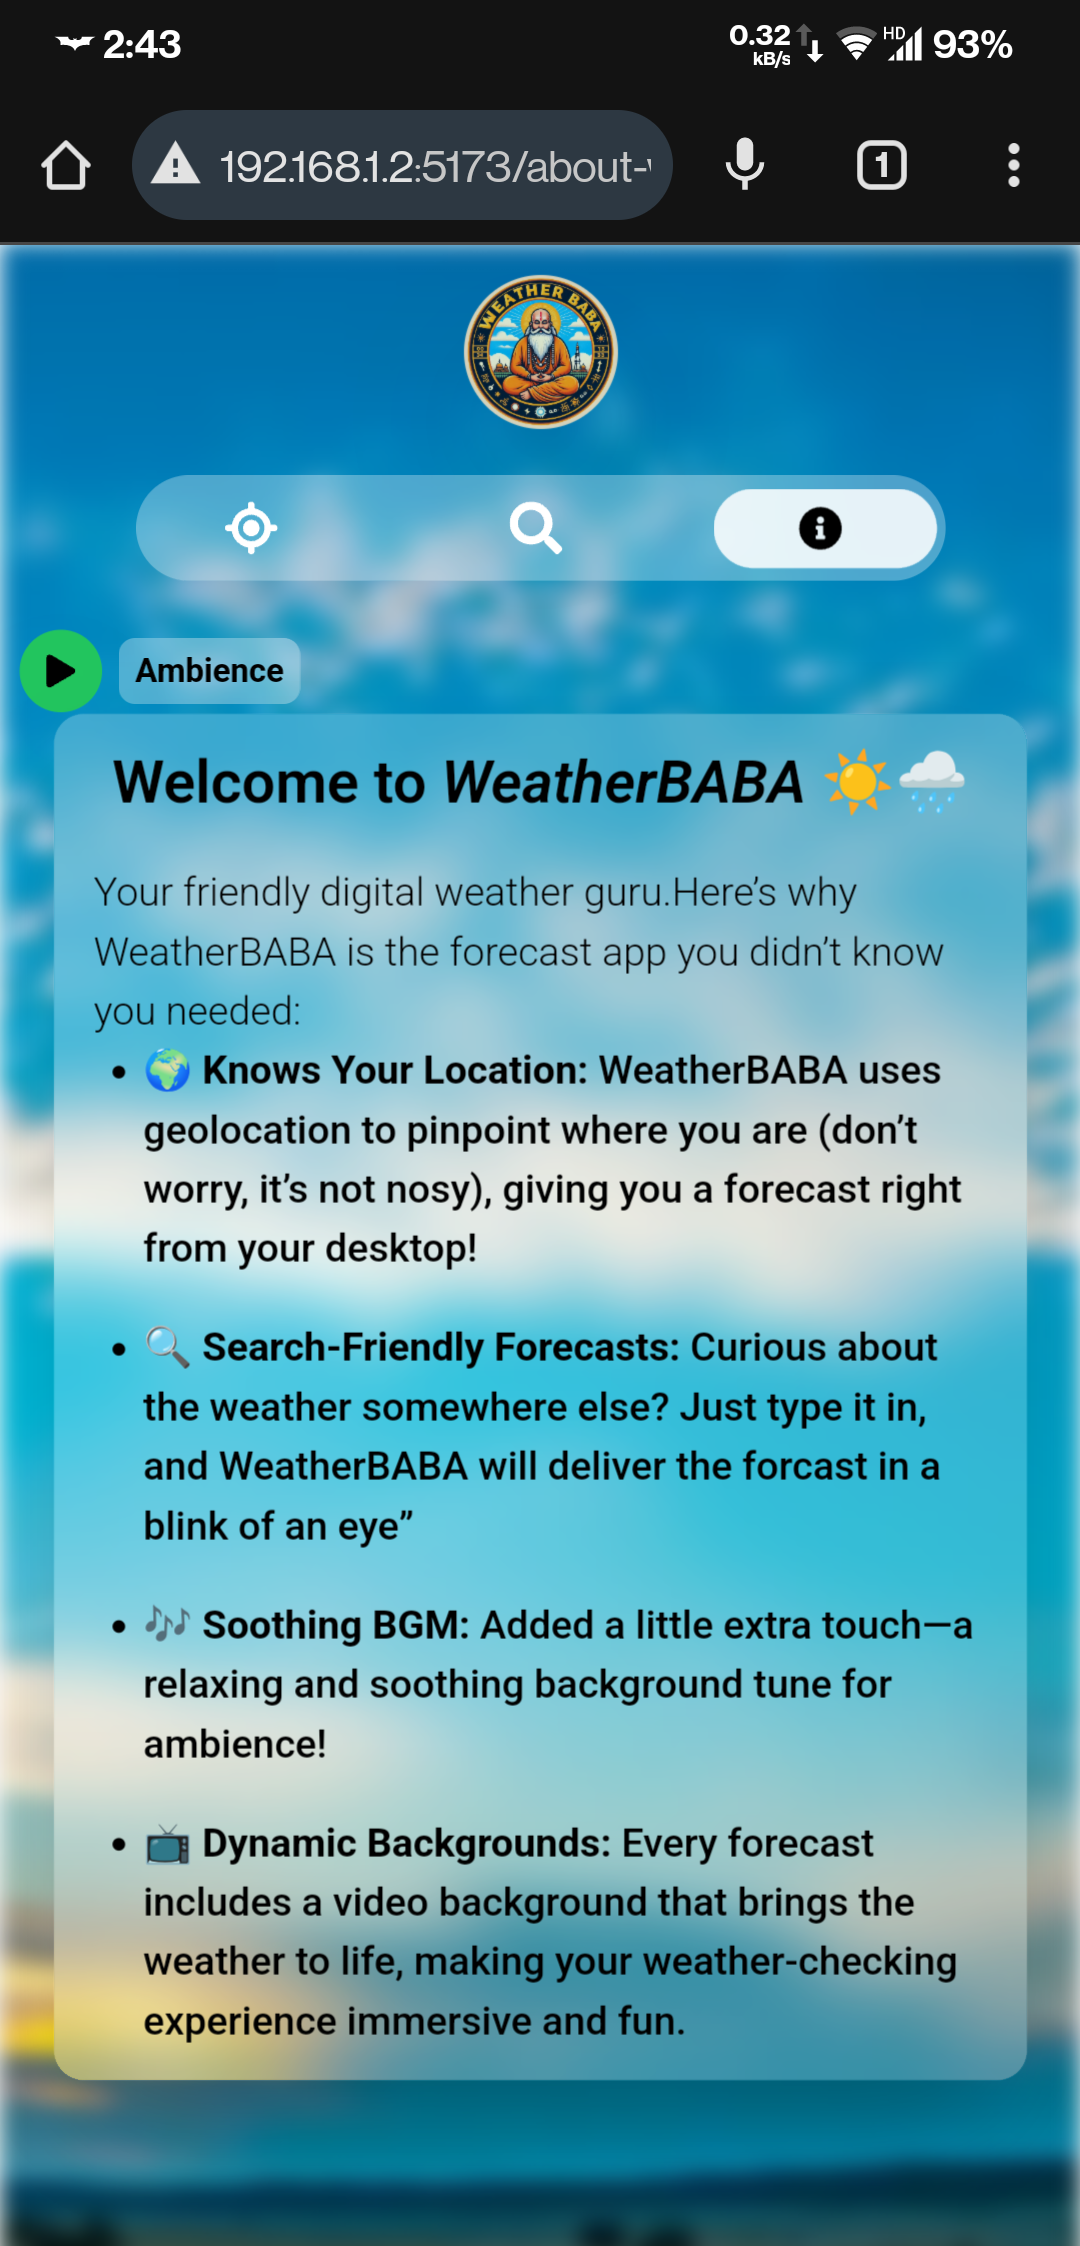 2:43
0.32
kB/s
HD
93%
192.168.1.2:5173/about-
1
WEATHER BABA
Ambience
Welcome to WeatherBABA ☀️🌧️
Your friendly digital weather guru.Here’s why
WeatherBABA is the forecast app you didn’t know
you needed:
• 🌍 Knows Your Location: WeatherBABA uses
geolocation to pinpoint where you are (don’t
worry, it’s not nosy), giving you a forecast right
from your desktop!
• 🔍 Search-Friendly Forecasts: Curious about
the weather somewhere else? Just type it in,
and WeatherBABA will deliver the forcast in a
blink of an eye”
• 🎶 Soothing BGM: Added a little extra touch—a
relaxing and soothing background tune for
ambience!
• 📺 Dynamic Backgrounds: Every forecast
includes a video background that brings the
weather to life, making your weather-checking
experience immersive and fun.